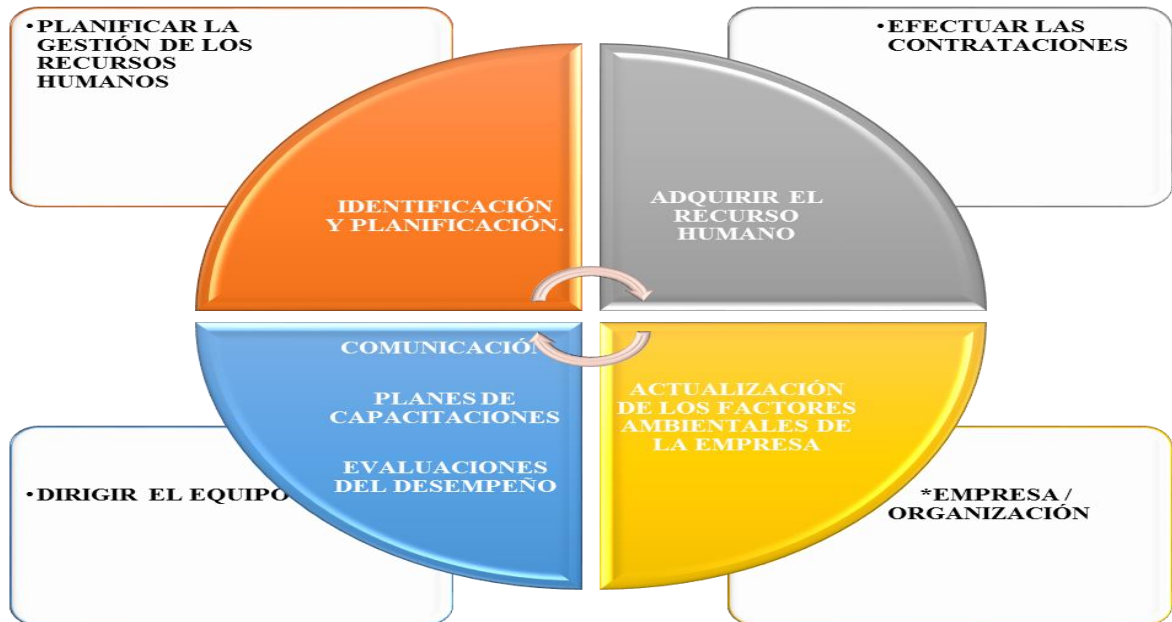 •PLANIFICAR LA
GESTIÓN DE LOS
RECURSOS
HUMANOS
•EFECTUAR LAS
CONTRATACIONES
IDENTIFICACIÓN
Y PLANIFICACIÓN.
ADQUIRIR EL
RECURSO
HUMANO
COMUNICACIÓN
PLANES DE
CAPACITACIONES
EVALUACIONES
DEL DESEMPEÑO
ACTUALIZACIÓN
DE LOS FACTORES
AMBIENTALES DE
LA EMPRESA
•DIRIGIR EL EQUIPO
*EMPRESA /
ORGANIZACIÓN